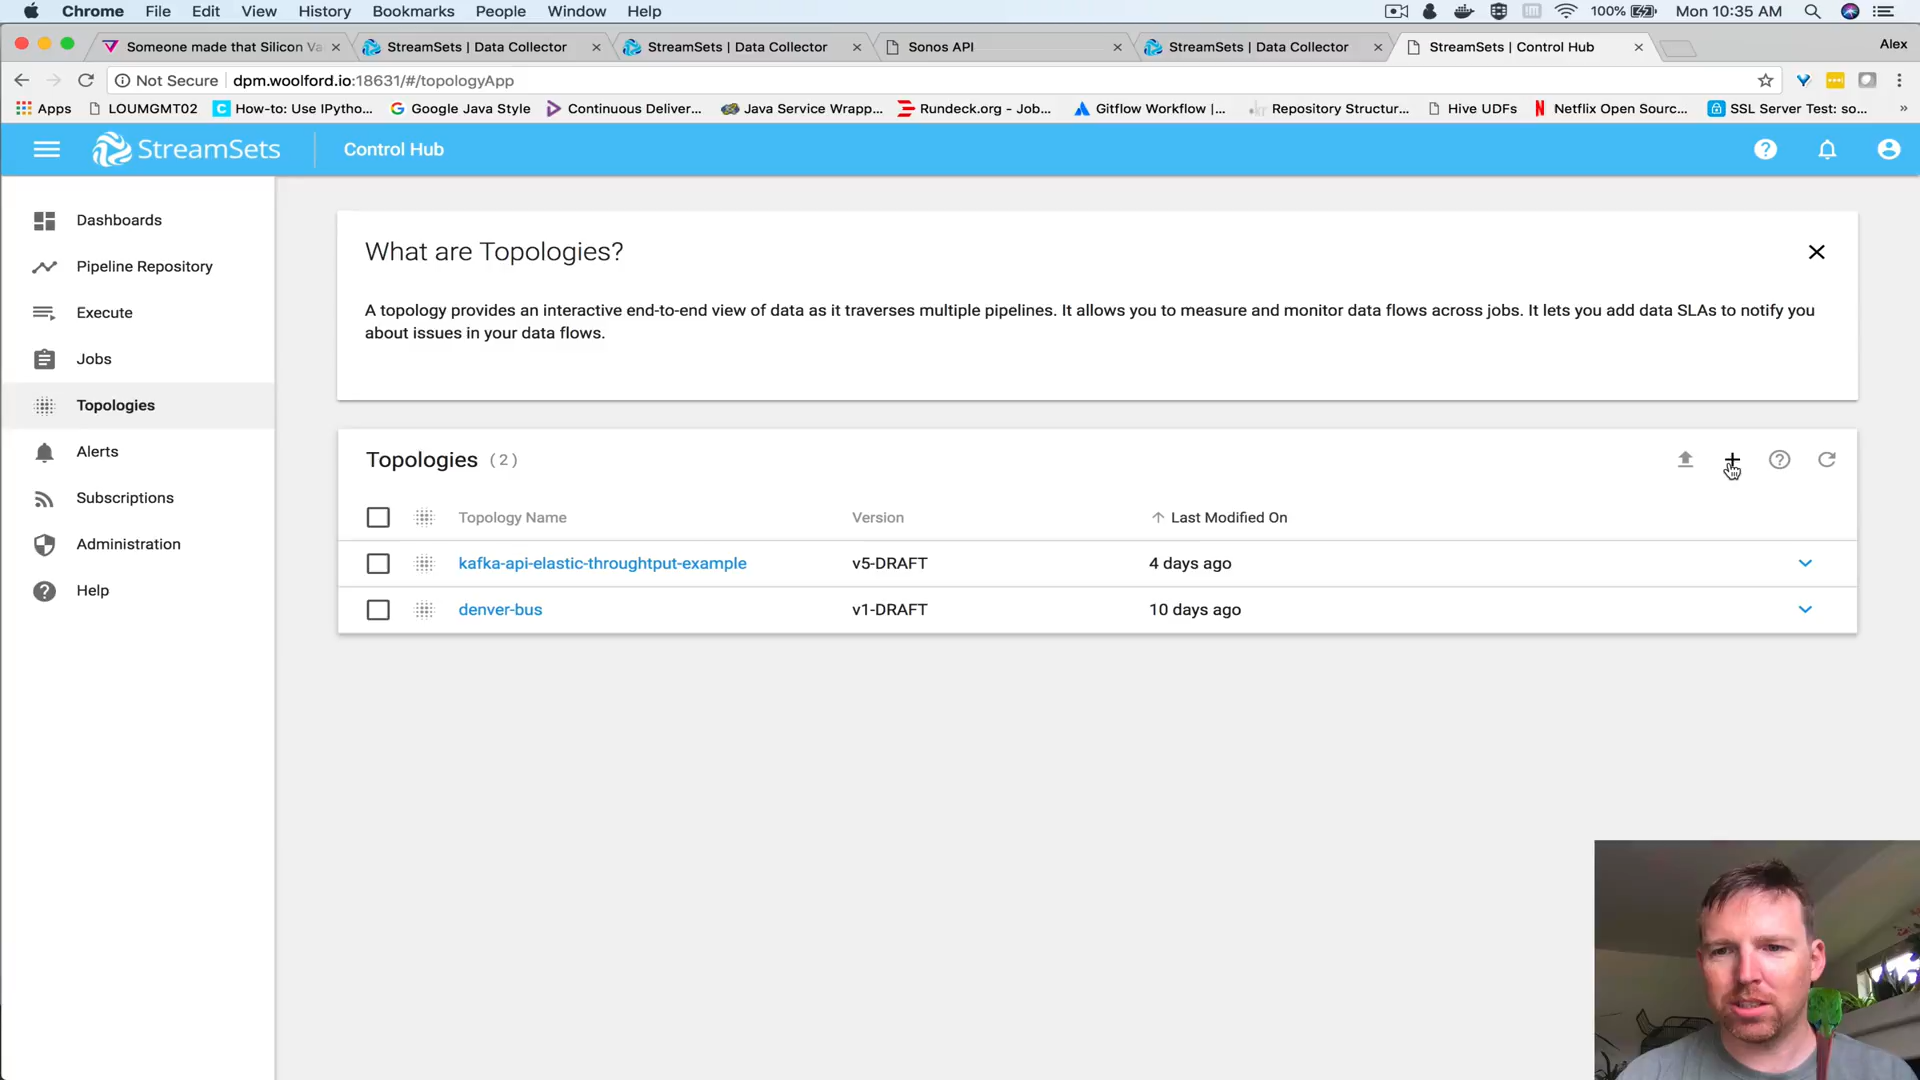 Chrome File Edit View History Bookmarks People Window Help 100% Mon 10:35 AM
Someone made that Silicon Va StreamSets | Data Collector StreamSets | Data Collector Sonos API StreamSets | Data Collector StreamSets | Control Hub Alex
Not Secure dpm.woolford.io:18631/#/topologyApp
Apps LOUMGMT02 How-to: Use IPytho... Google Java Style Continuous Deliver... Java Service Wrapp... Rundeck.org - Job... Gitflow Workflow |... Repository Structur... Hive UDFs Netflix Open Sourc... SSL Server Test: so... »
StreamSets Control Hub
Dashboards
Pipeline Repository
Execute
Jobs
Topologies
Alerts
Subscriptions
Administration
Help
What are Topologies?
A topology provides an interactive end-to-end view of data as it traverses multiple pipelines. It allows you to measure and monitor data flows across jobs. It lets you add data SLAs to notify you
about issues in your data flows.
Topologies (2)
Topology Name Version Last Modified On
kafka-api-elastic-throughtput-example v5-DRAFT 4 days ago
denver-bus v1-DRAFT 10 days ago